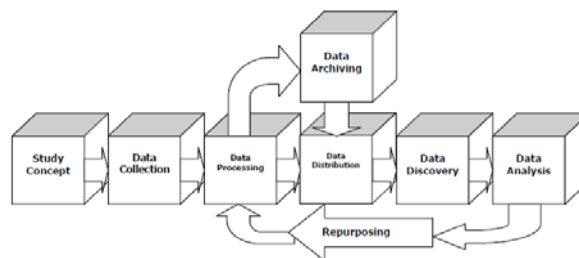 Data
Archiving
Study
Concept
Data
Collection
Data
Processing
Data
Distribution
Data
Discovery
Data
Analysis
Repurposing